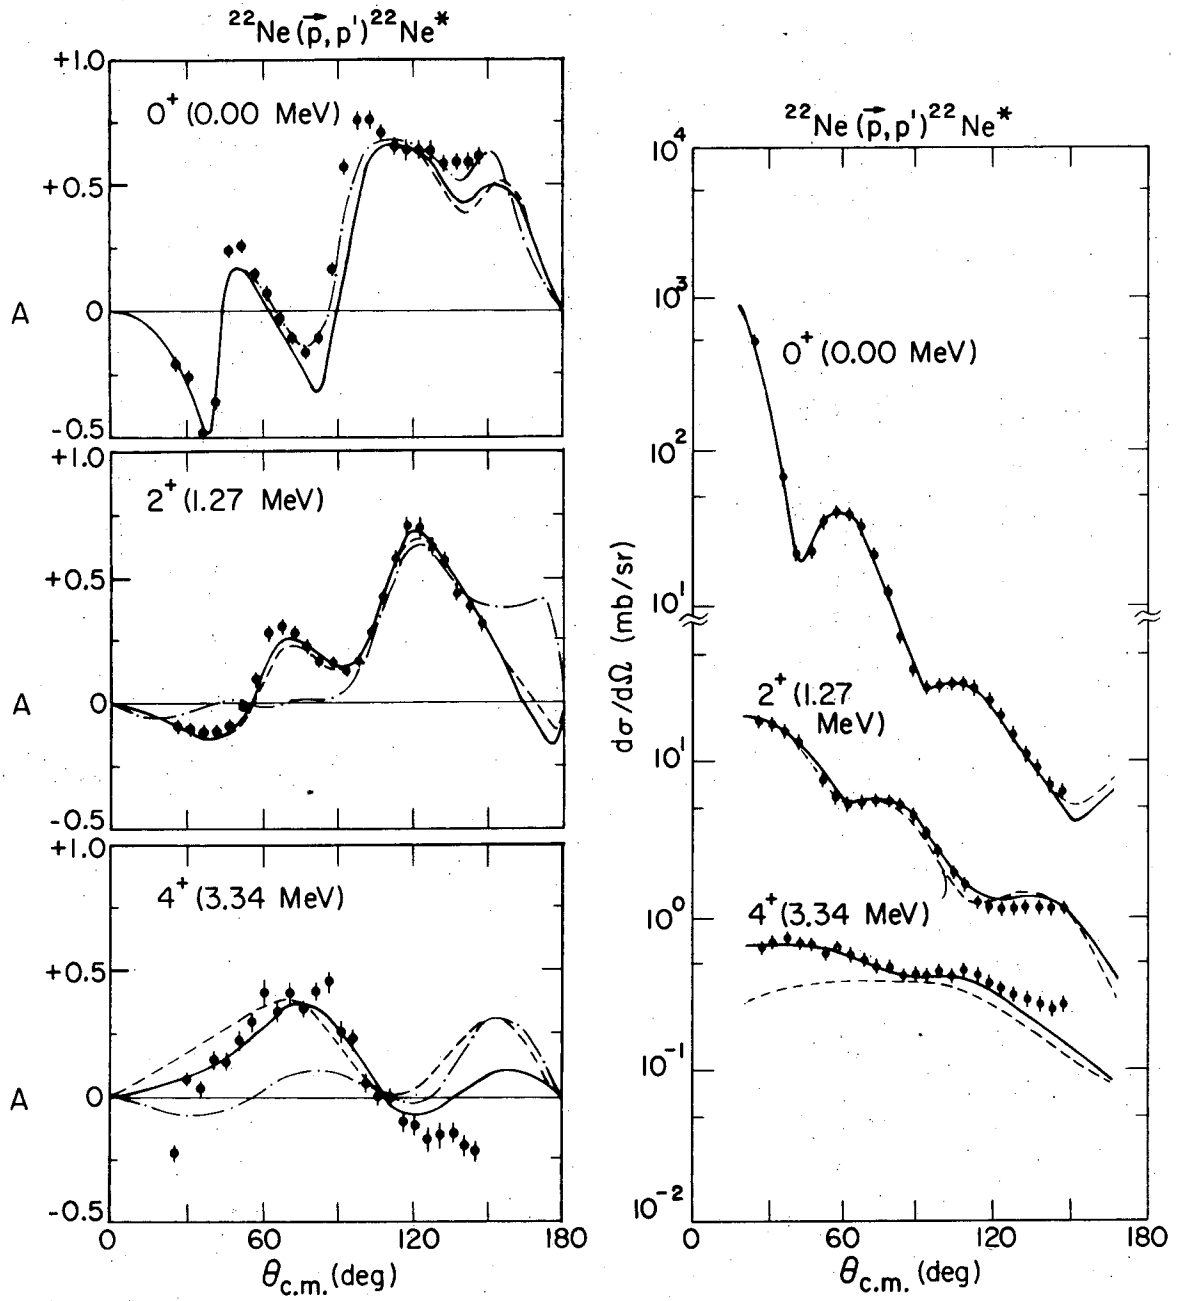 ²²Ne(p⃗,p')²²Ne*
+1.0
0⁺(0.00 MeV)
+0.5
A
0
-0.5
+1.0
2⁺(1.27 MeV)
+0.5
A
0
-0.5
+1.0
4⁺(3.34 MeV)
+0.5
A
0
-0.5
0 60 120 180
θc.m.(deg)
²²Ne(p⃗,p')²²Ne*
10⁴
10³
0⁺(0.00 MeV)
10²
10¹
dσ/dΩ (mb/sr)
2⁺(1.27
MeV)
10¹
4⁺(3.34 MeV)
10⁰
10⁻¹
10⁻²
0 60 120 180
θc.m.(deg)